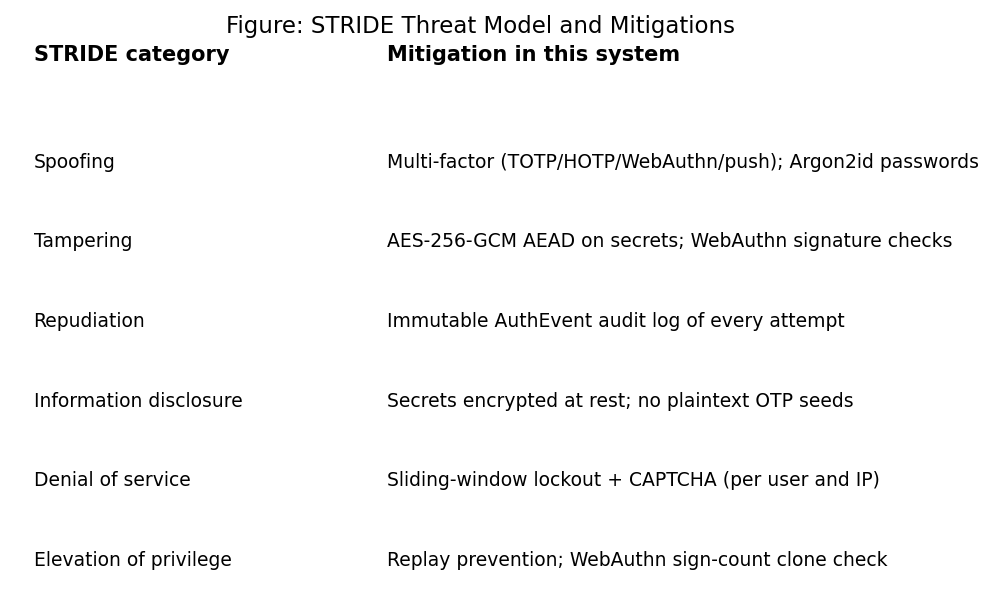 Figure: STRIDE Threat Model and Mitigations
STRIDE category Mitigation in this system
Spoofing Multi-factor (TOTP/HOTP/WebAuthn/push); Argon2id passwords
Tampering AES-256-GCM AEAD on secrets; WebAuthn signature checks
Repudiation Immutable AuthEvent audit log of every attempt
Information disclosure Secrets encrypted at rest; no plaintext OTP seeds
Denial of service Sliding-window lockout + CAPTCHA (per user and IP)
Elevation of privilege Replay prevention; WebAuthn sign-count clone check